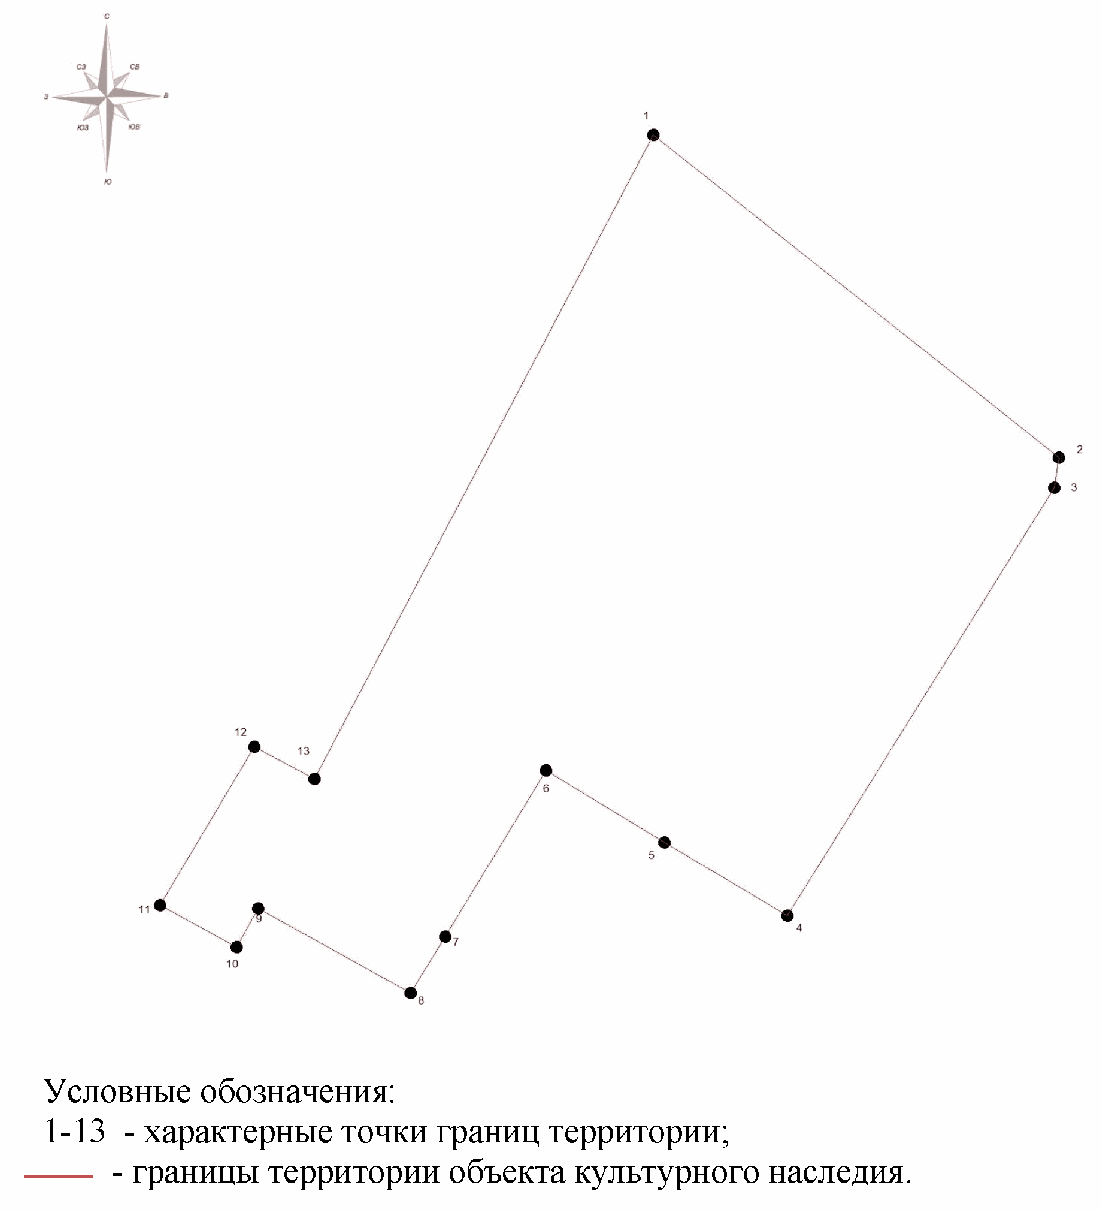 С
СЗ СВ
З В
ЮЗ ЮВ
Ю
1
2
3
12
13
6
5
11
9
4
7
10
8
Условные обозначения:
1-13 - характерные точки границ территории;
- границы территории объекта культурного наследия.